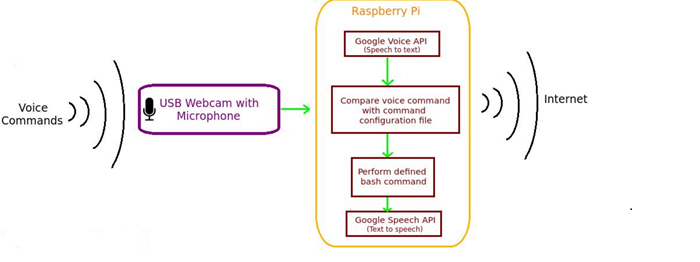 Raspberry Pi
Google Voice API
(Speech to text)
Voice
Commands
USB Webcam with
Microphone
Compare voice command
with command
configuration file
Internet
Perform defined
bash command
Google Speech API
(Text to speech)